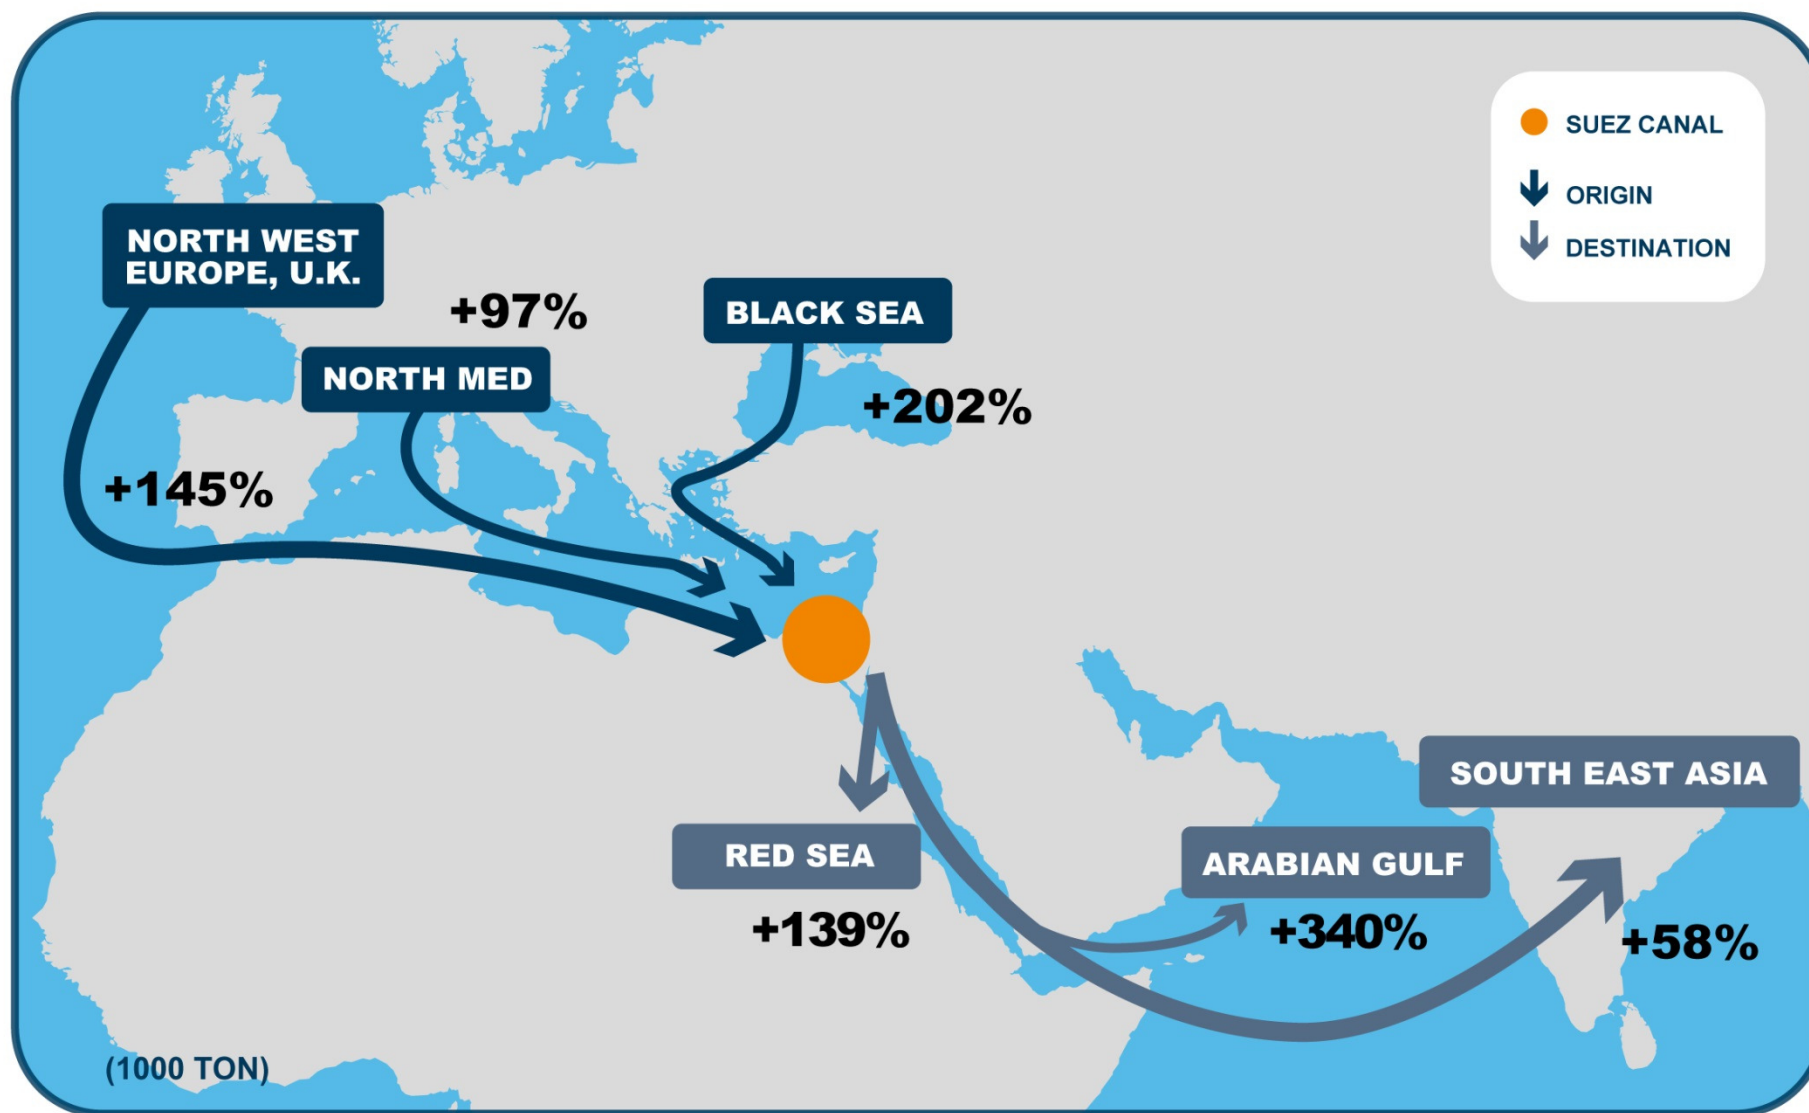 SUEZ CANAL
ORIGIN
DESTINATION
NORTH WEST
EUROPE, U.K.
+97%
BLACK SEA
NORTH MED
+202%
+145%
SOUTH EAST ASIA
RED SEA
ARABIAN GULF
+139%
+340%
+58%
(1000 TON)